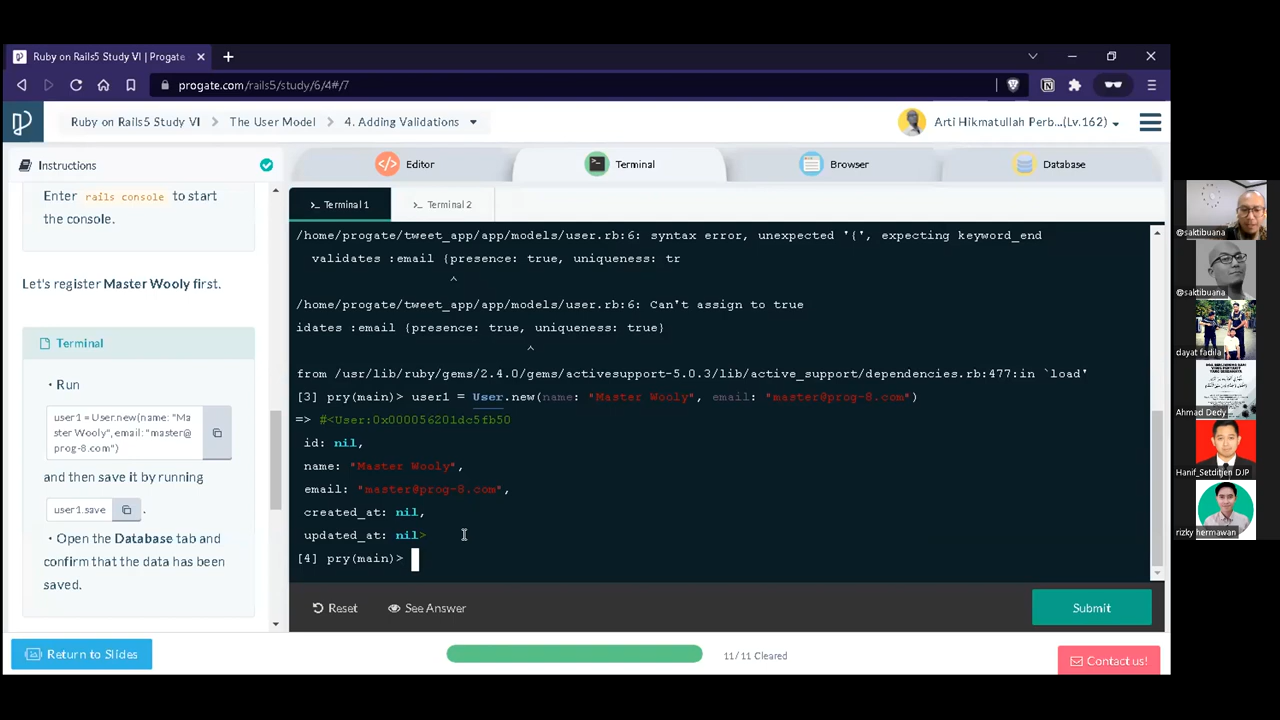 Ruby on Rails5 Study VI | Progate
progate.com/rails5/study/6/4#/7
Ruby on Rails5 Study VI
The User Model
4. Adding Validations
Arti Hikmatullah Perb...(Lv.162)
Instructions
Editor
Terminal
Browser
Database
Enter rails console to start
the console.
Let's register Master Wooly first.
Terminal
• Run
user1 = User.new(name: "Ma
ster Wooly", email: "master@
prog-8.com")
and then save it by running
user1.save .
• Open the Database tab and
confirm that the data has been
saved.
>_ Terminal 1
>_ Terminal 2
/home/progate/tweet_app/app/models/user.rb:6: syntax error, unexpected '{', expecting keyword_end
validates :email {presence: true, uniqueness: tr
^
/home/progate/tweet_app/app/models/user.rb:6: Can't assign to true
idates :email {presence: true, uniqueness: true}
^
from /usr/lib/ruby/gems/2.4.0/gems/activesupport-5.0.3/lib/active_support/dependencies.rb:477:in `load'
[3] pry(main)> user1 = User.new(name: "Master Wooly", email: "master@prog-8.com")
=> #<User:0x000056201dc5fb50
id: nil,
name: "Master Wooly",
email: "master@prog-8.com",
created_at: nil,
updated_at: nil>
[4] pry(main)>
Reset
See Answer
Submit
Return to Slides
11/11 Cleared
Contact us!
@saktibuana
@saktibuana
dayat fadila
Ahmad Dedy
Hanif_Setditjen DJP
rizky hermawan